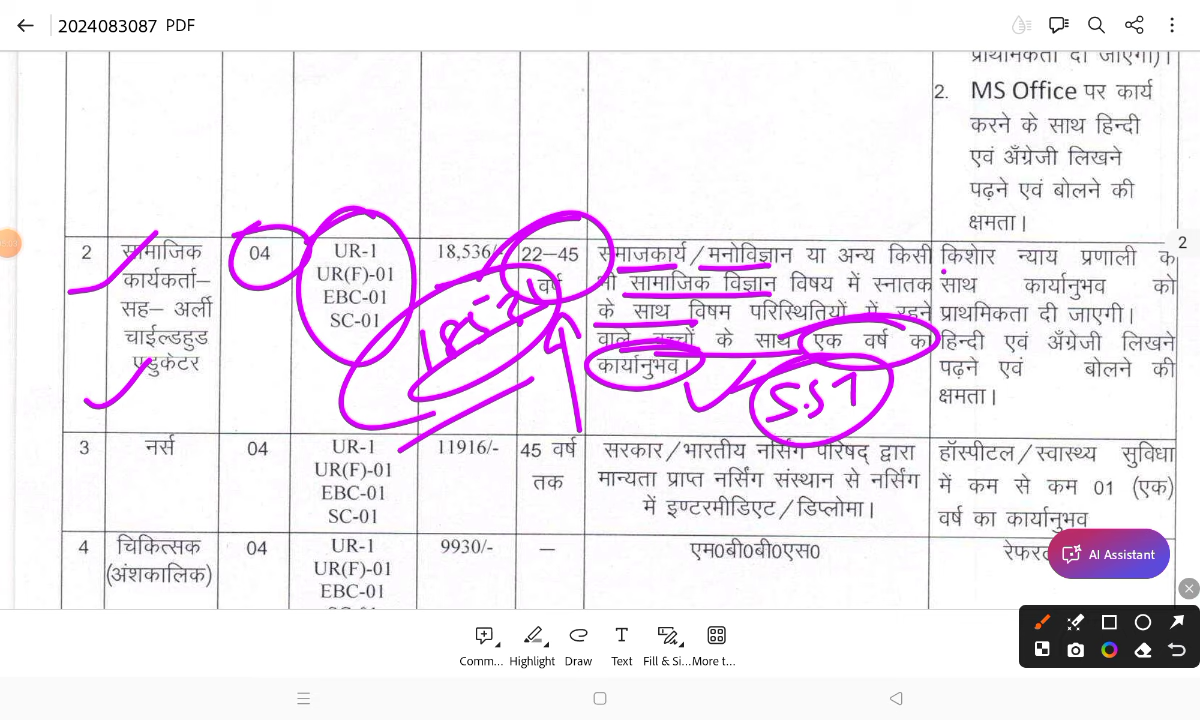 2024083087 PDF
प्राथमिकता दी जाएगी)।
2. MS Office पर कार्य
करने के साथ हिन्दी
एवं अँग्रेजी लिखने
पढ़ने एवं बोलने की
क्षमता।
2
2
सामाजिक
कार्यकर्ता–
सह– अर्ली
चाईल्डहुड
एडुकेटर
04
UR-1
UR(F)-01
EBC-01
SC-01
18,536/-
22–45
वर्ष
समाजकार्य/मनोविज्ञान या अन्य किसी
भी सामाजिक विज्ञान विषय में स्नातक
के साथ विषम परिस्थितियों में रहने
वाले बच्चों के साथ एक वर्ष का
कार्यानुभव।
S.ST
किशोर न्याय प्रणाली के
साथ कार्यानुभव को
प्राथमिकता दी जाएगी।
हिन्दी एवं अँग्रेजी लिखने
पढ़ने एवं बोलने की
क्षमता।
3
नर्स
04
UR-1
UR(F)-01
EBC-01
SC-01
11916/-
45 वर्ष
तक
सरकार/भारतीय नर्सिंग परिषद् द्वारा
मान्यता प्राप्त नर्सिंग संस्थान से नर्सिंग
में इण्टरमीडिएट/डिप्लोमा।
हॉस्पीटल/स्वास्थ्य सुविधा
में कम से कम 01 (एक)
वर्ष का कार्यानुभव
4
चिकित्सक
(अंशकालिक)
04
UR-1
UR(F)-01
EBC-01
9930/-
—
एम0बी0बी0एस0
AI Assistant
Comm... Highlight Draw Text Fill & Si... More t...